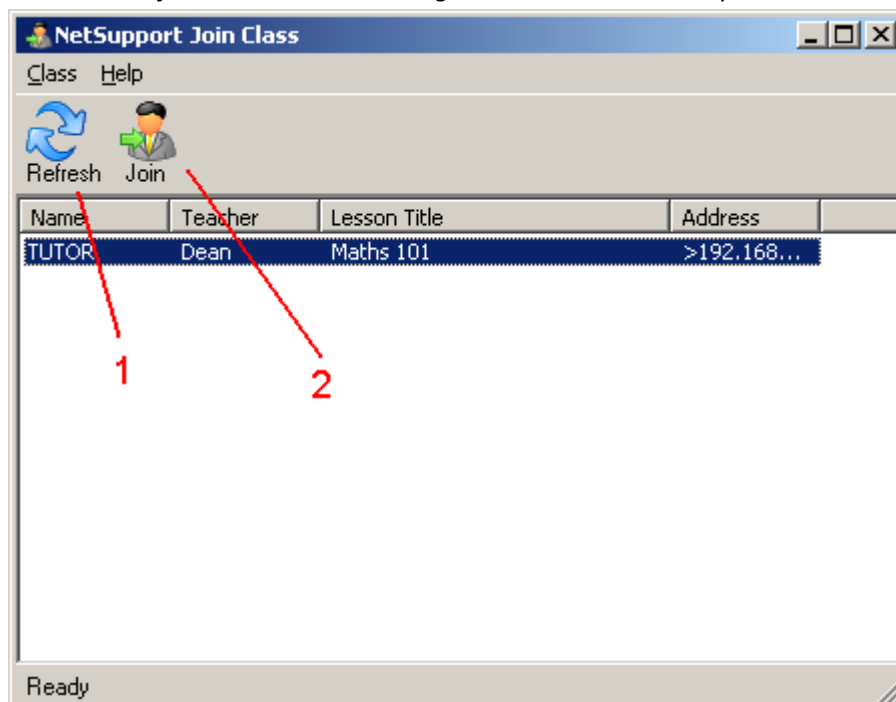 NetSupport Join Class
Class Help
Refresh Join
Name Teacher Lesson Title Address
TUTOR Dean Maths 101 >192.168...
1
2
Ready